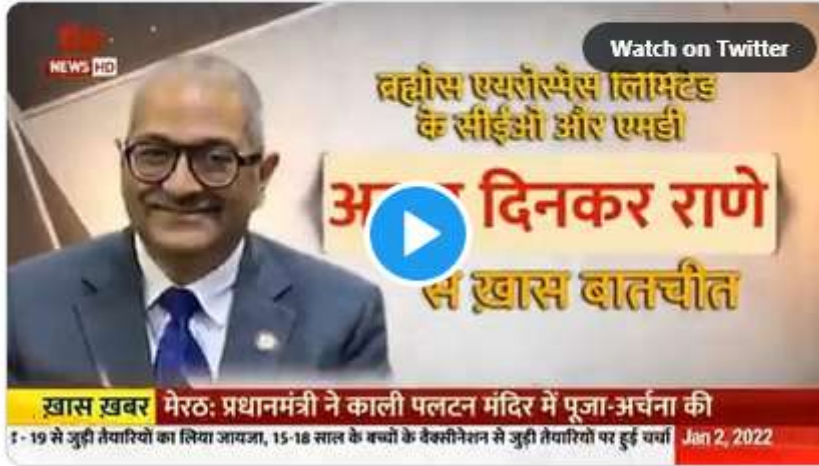 Watch on Twitter
NEWS HD
ब्रह्मोस एयरोस्पेस लिमिटेड
के सीईओ और एमडी
दिनकर राणे
से ख़ास बातचीत
ख़ास ख़बर मेरठ: प्रधानमंत्री ने काली पलटन मंदिर में पूजा-अर्चना की
- 19 से जुड़ी तैयारियों का लिया जायजा, 15-18 साल के बच्चों के वैक्सीनेशन से जुड़ी तैयारियों पर हुई चर्चा Jan 2, 2022